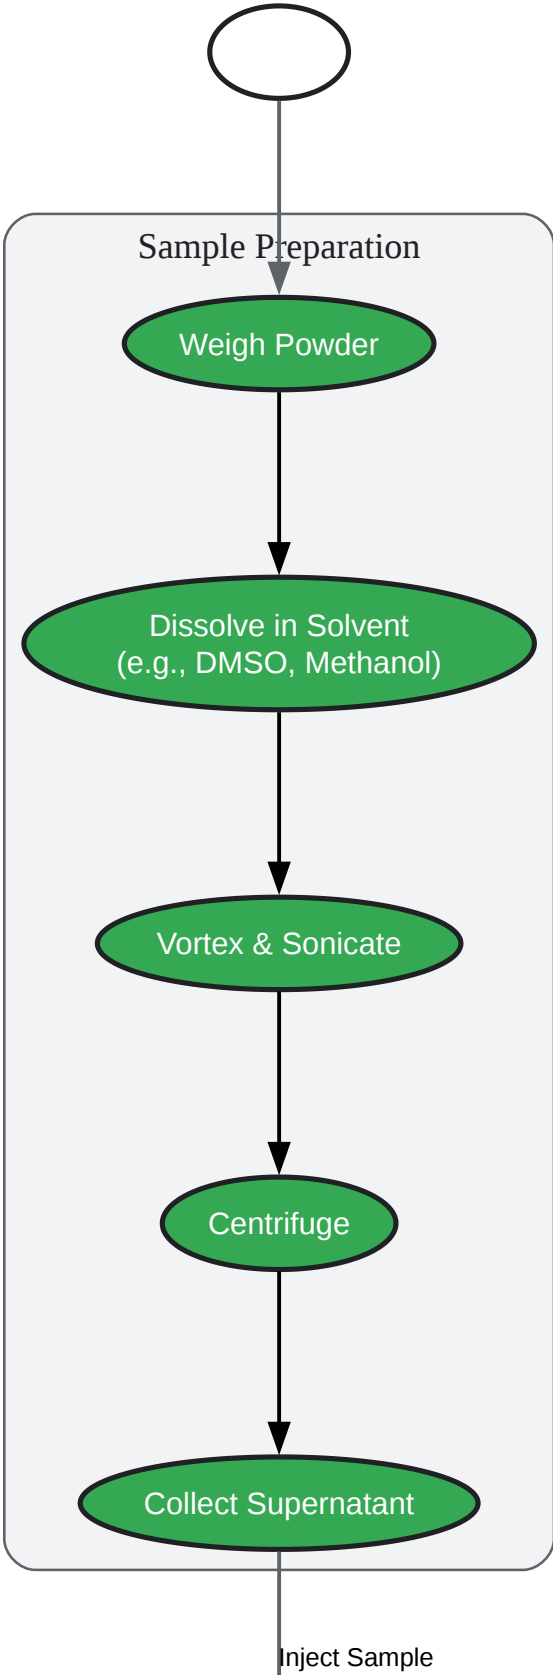 Sample Preparation
Weigh Powder
Dissolve in Solvent
(e.g., DMSO, Methanol)
Vortex & Sonicate
Centrifuge
Collect Supernatant
Inject Sample